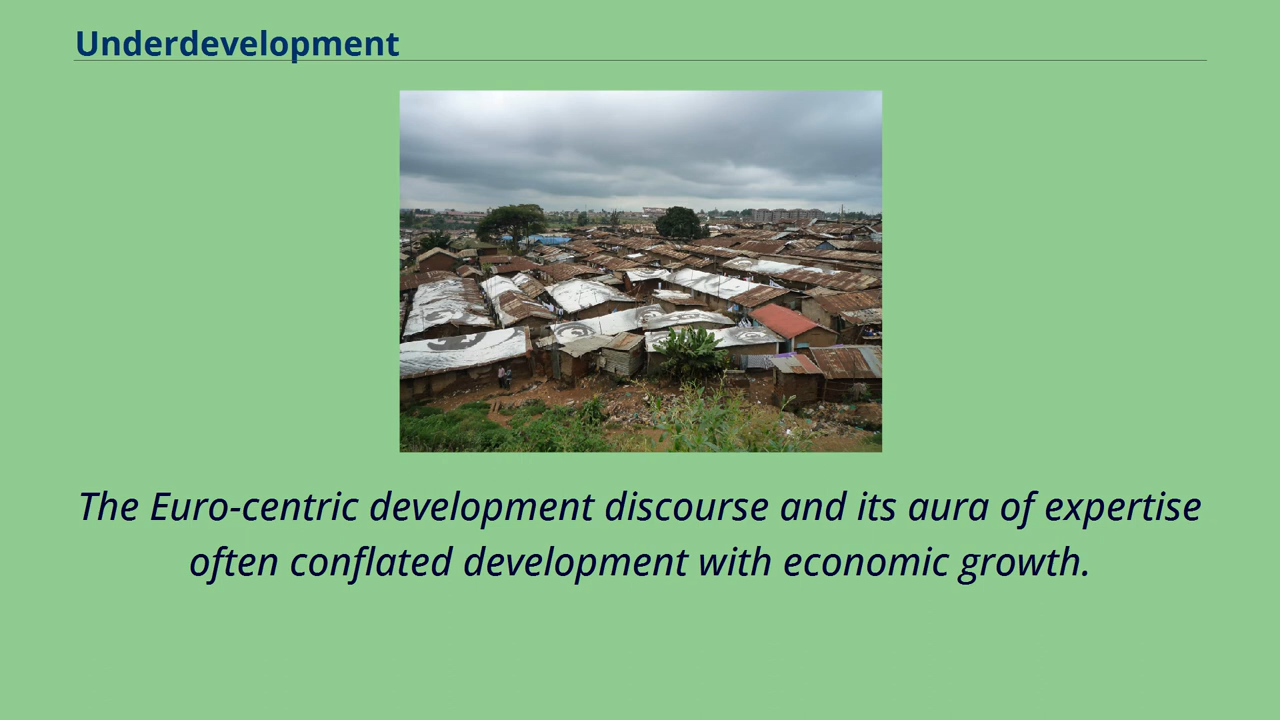 Underdevelopment
The Euro-centric development discourse and its aura of expertise
often conflated development with economic growth.